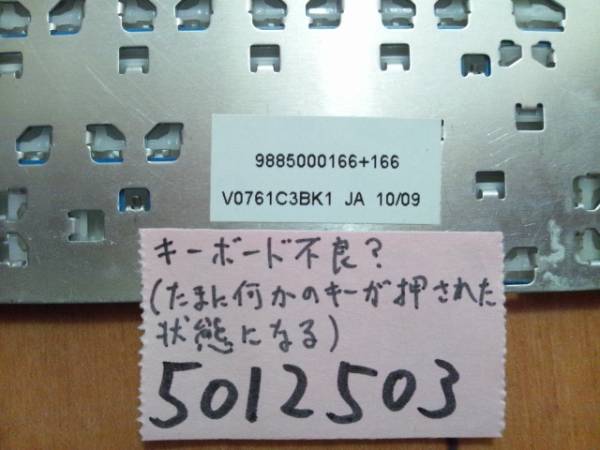 9885000166+166
V0761C3BK1 JA 10/09
キーボード不良?
(たまに何かのキーが押された
状態になる)
5012503